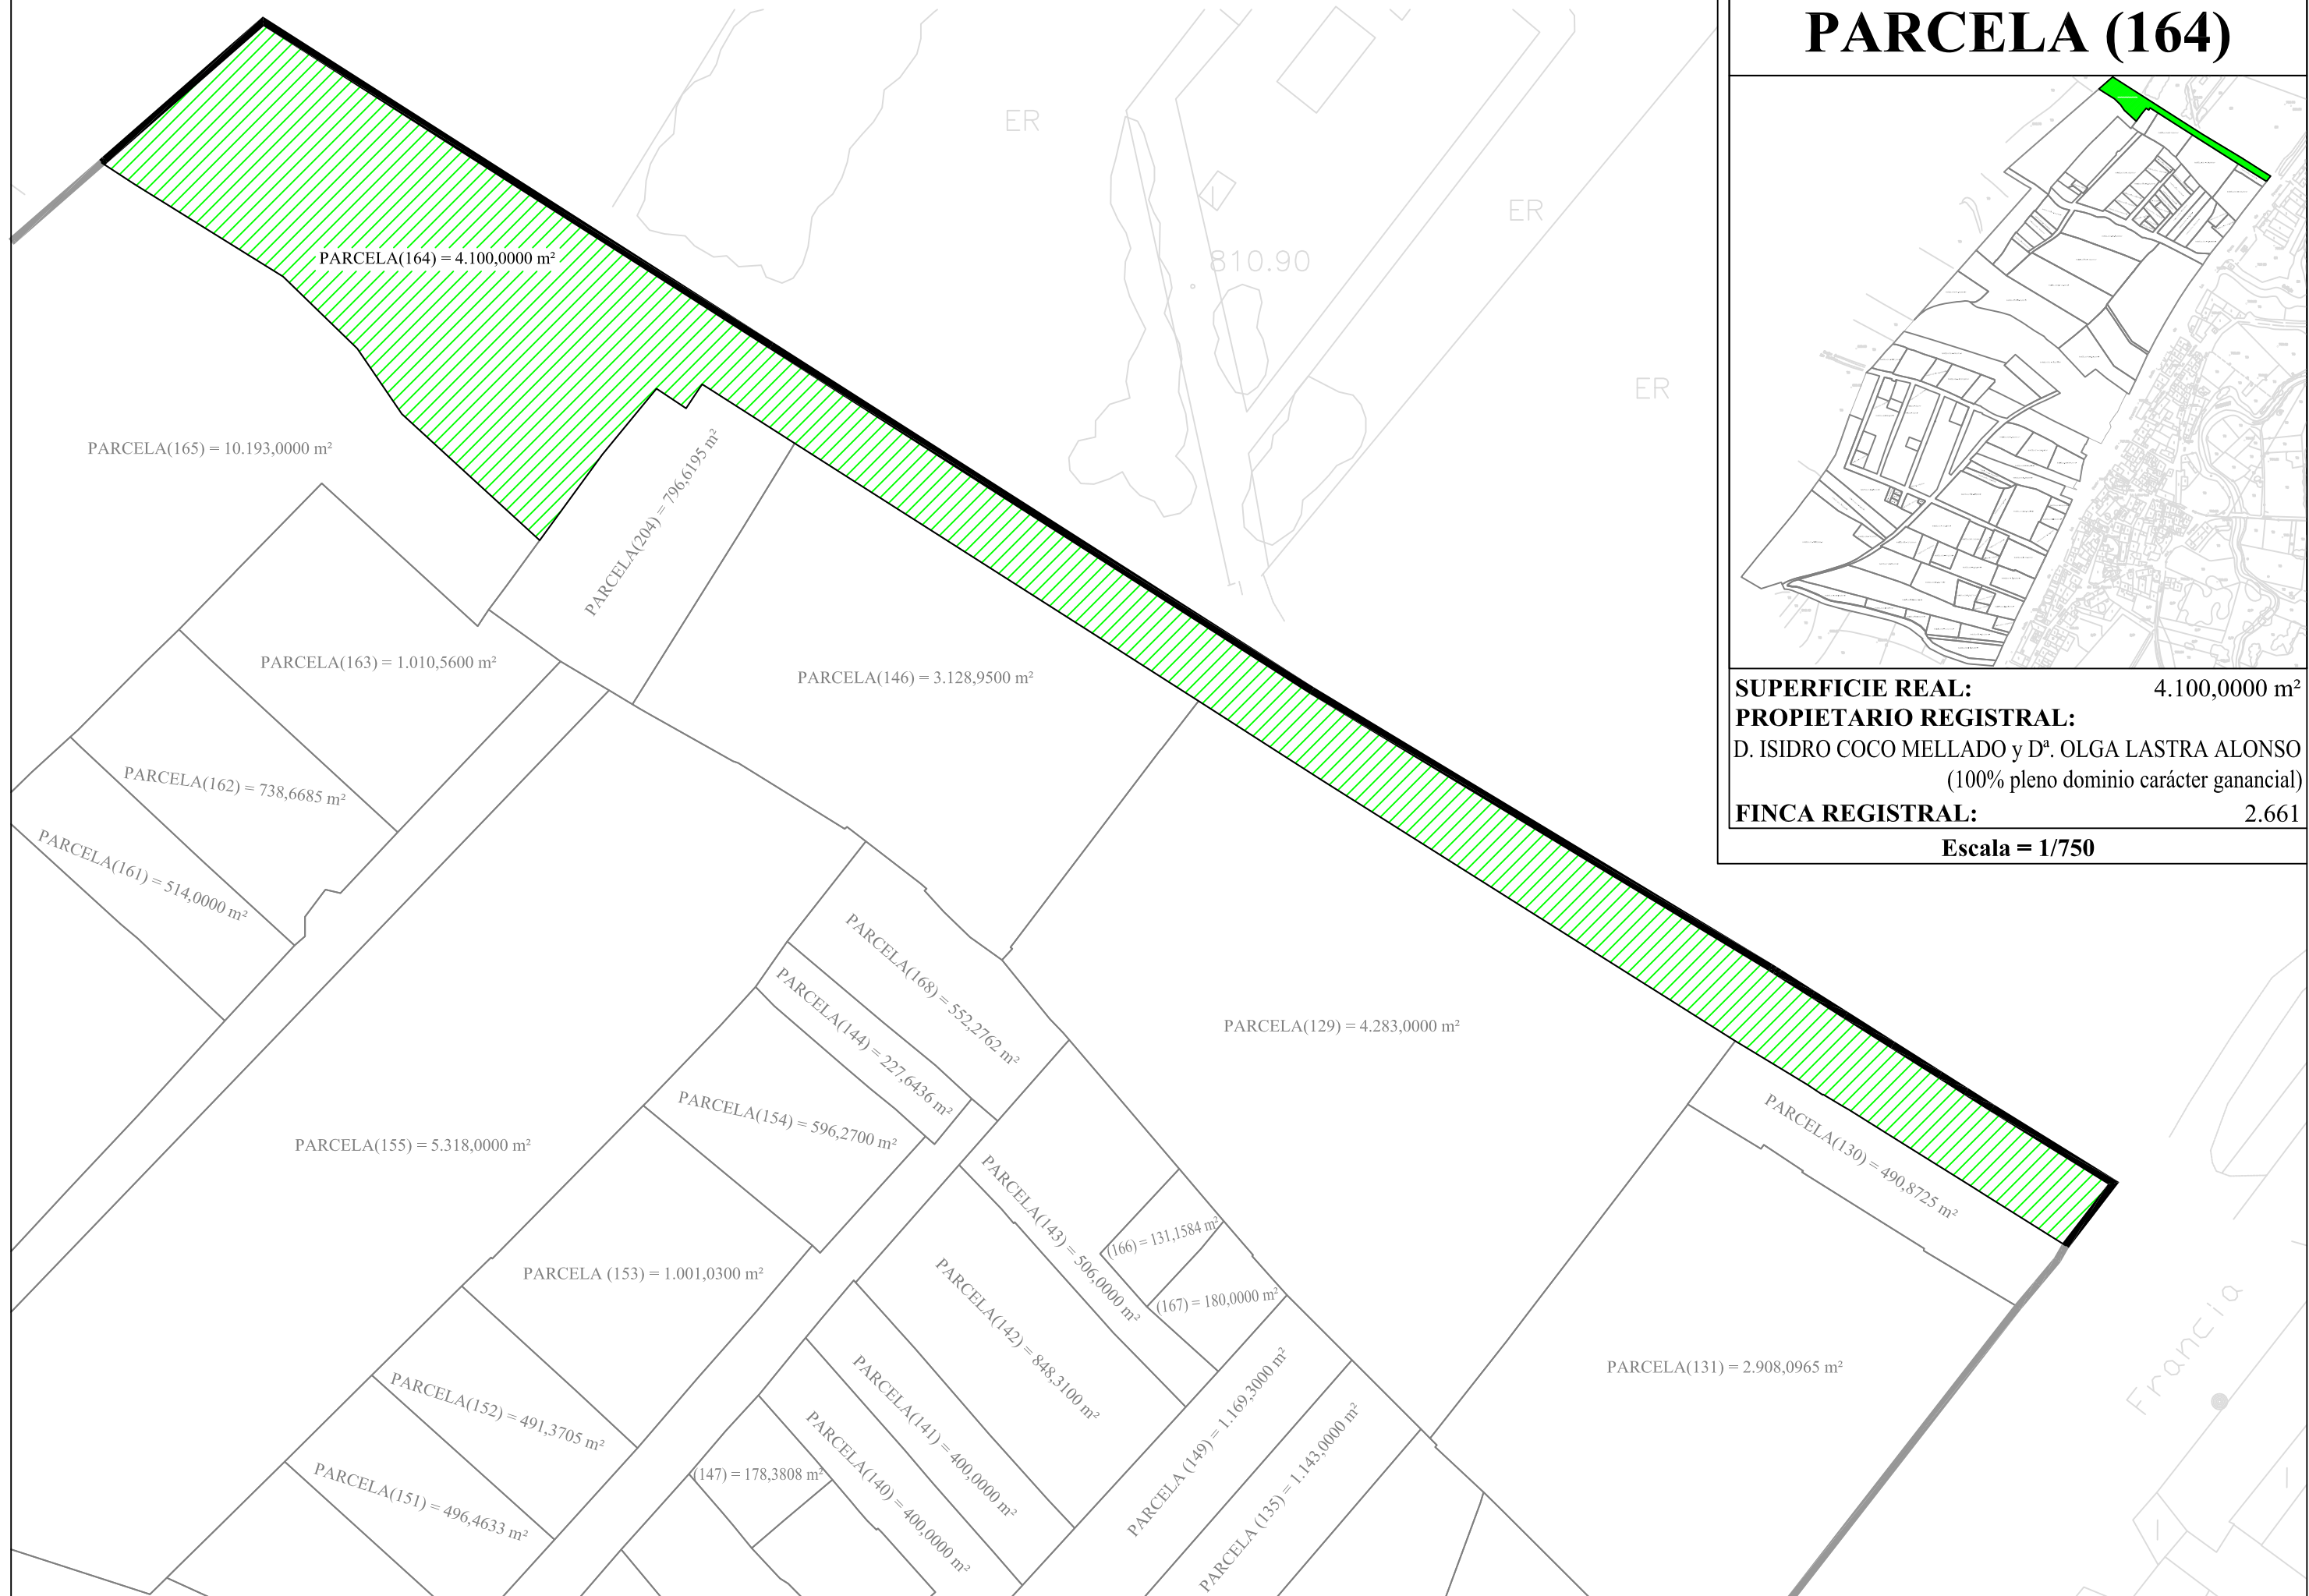 PARCELA (164)
ER
ER
810.90
ER
PARCELA(164) = 4.100,0000 m²
PARCELA(165) = 10.193,0000 m²
PARCELA(204) = 796,6195 m²
PARCELA(163) = 1.010,5600 m²
PARCELA(146) = 3.128,9500 m²
SUPERFICIE REAL: 4.100,0000 m²
PROPIETARIO REGISTRAL:
D. ISIDRO COCO MELLADO y Dª. OLGA LASTRA ALONSO
(100% pleno dominio carácter ganancial)
FINCA REGISTRAL: 2.661
Escala = 1/750
PARCELA(162) = 738,6685 m²
PARCELA(161) = 514,0000 m²
PARCELA(168) = 552,2762 m²
PARCELA(144) = 227,6436 m²
PARCELA(129) = 4.283,0000 m²
PARCELA(154) = 596,2700 m²
PARCELA(130) = 490,8725 m²
PARCELA(155) = 5.318,0000 m²
PARCELA(143) = 506,0000 m²
(166) = 131,1584 m²
(167) = 180,0000 m²
PARCELA (153) = 1.001,0300 m²
PARCELA(142) = 848,3100 m²
PARCELA(131) = 2.908,0965 m²
Francia
PARCELA(152) = 491,3705 m²
PARCELA(141) = 400,0000 m²
PARCELA (149) = 1.169,3000 m²
PARCELA (135) = 1.143,0000 m²
PARCELA(151) = 496,4633 m²
(147) = 178,3808 m²
PARCELA(140) = 400,0000 m²